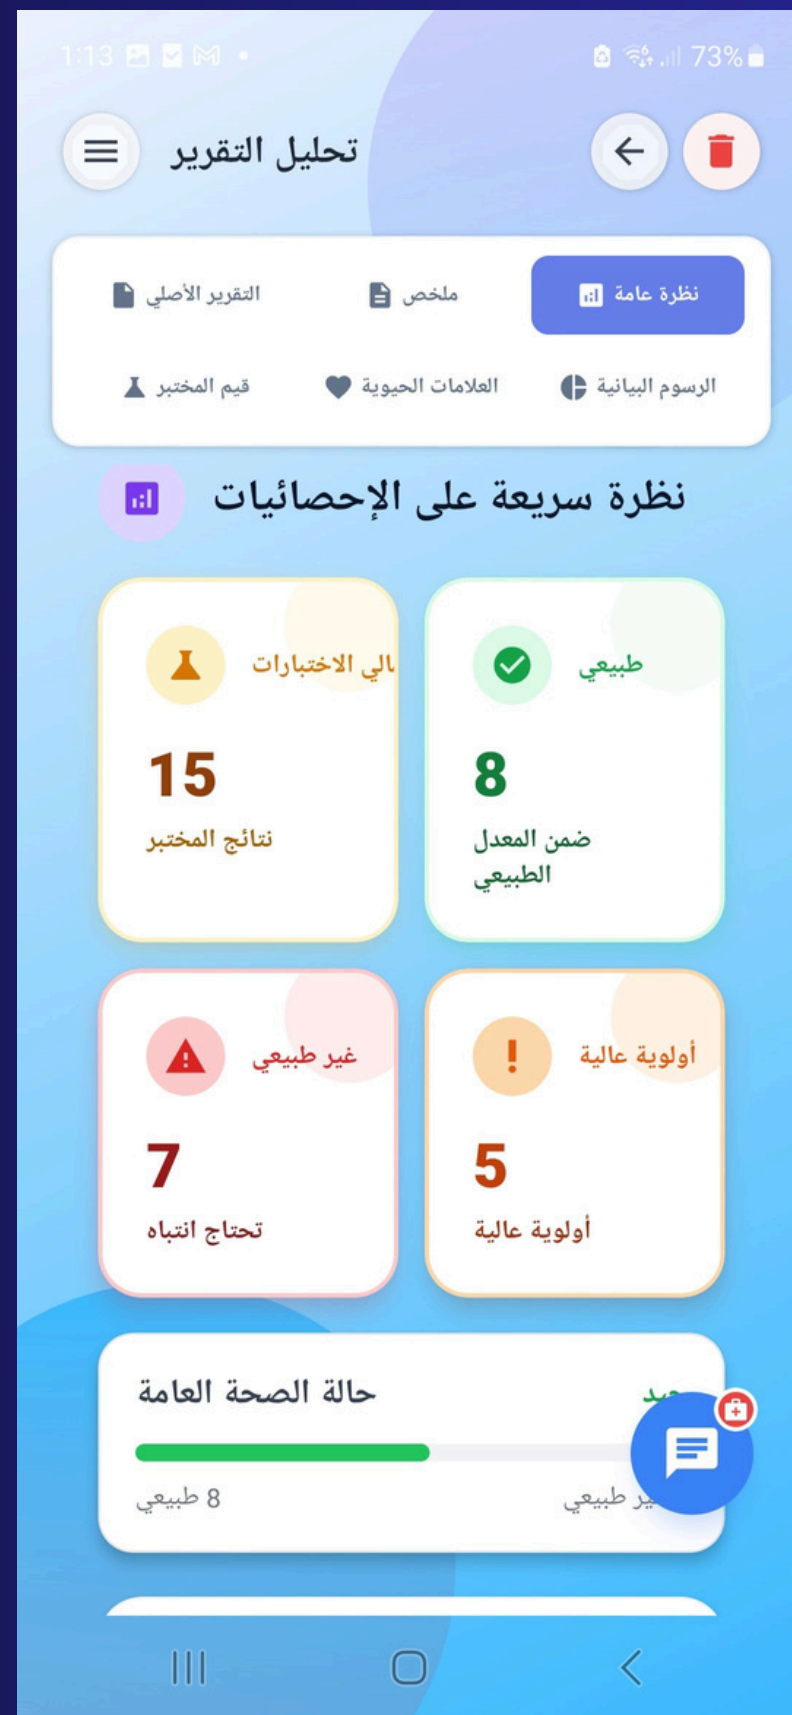 1:13
73%
تحليل التقرير
نظرة عامة
ملخص
التقرير الأصلي
الرسوم البيانية
العلامات الحيوية
قيم المختبر
نظرة سريعة على الإحصائيات
طبيعي
8
ضمن المعدل
الطبيعي
الاختبارات
15
نتائج المختبر
أولوية عالية
5
أولوية عالية
غير طبيعي
7
تحتاج انتباه
حالة الصحة العامة
8 طبيعي
طبيعي